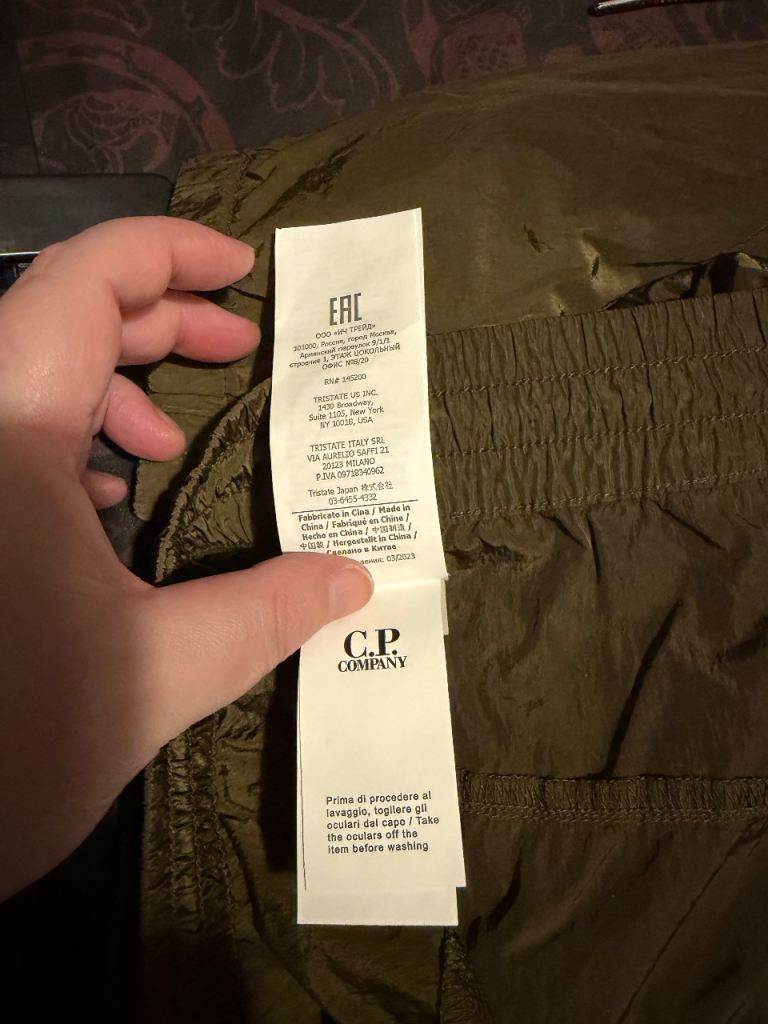 EAC
ООО «ИЧ ТРЕЙД»
101000, Россия, город Москва,
Армянский переулок 9/1/1
строение 1, ЭТАЖ ЦОКОЛЬНЫЙ
ОФИС №8/20
RN# 145200
TRISTATE US INC.
1430 Broadway,
Suite 1105, New York
NY 10018, USA
TRISTATE ITALY SRL
VIA AURELIO SAFFI 21
20123 MILANO
P.IVA 09718340962
Tristate Japan 株式会社
03-6455-4332
Fabbricato in Cina / Made in
China / Fabriqué en Chine /
Hecho en China / 中国制造 /
中国製 / Hergestellt in China /
Сделано в Китае
03/2023
C.P.
COMPANY
Prima di procedere al
lavaggio, togliere gli
oculari dal capo / Take
the oculars off the
item before washing